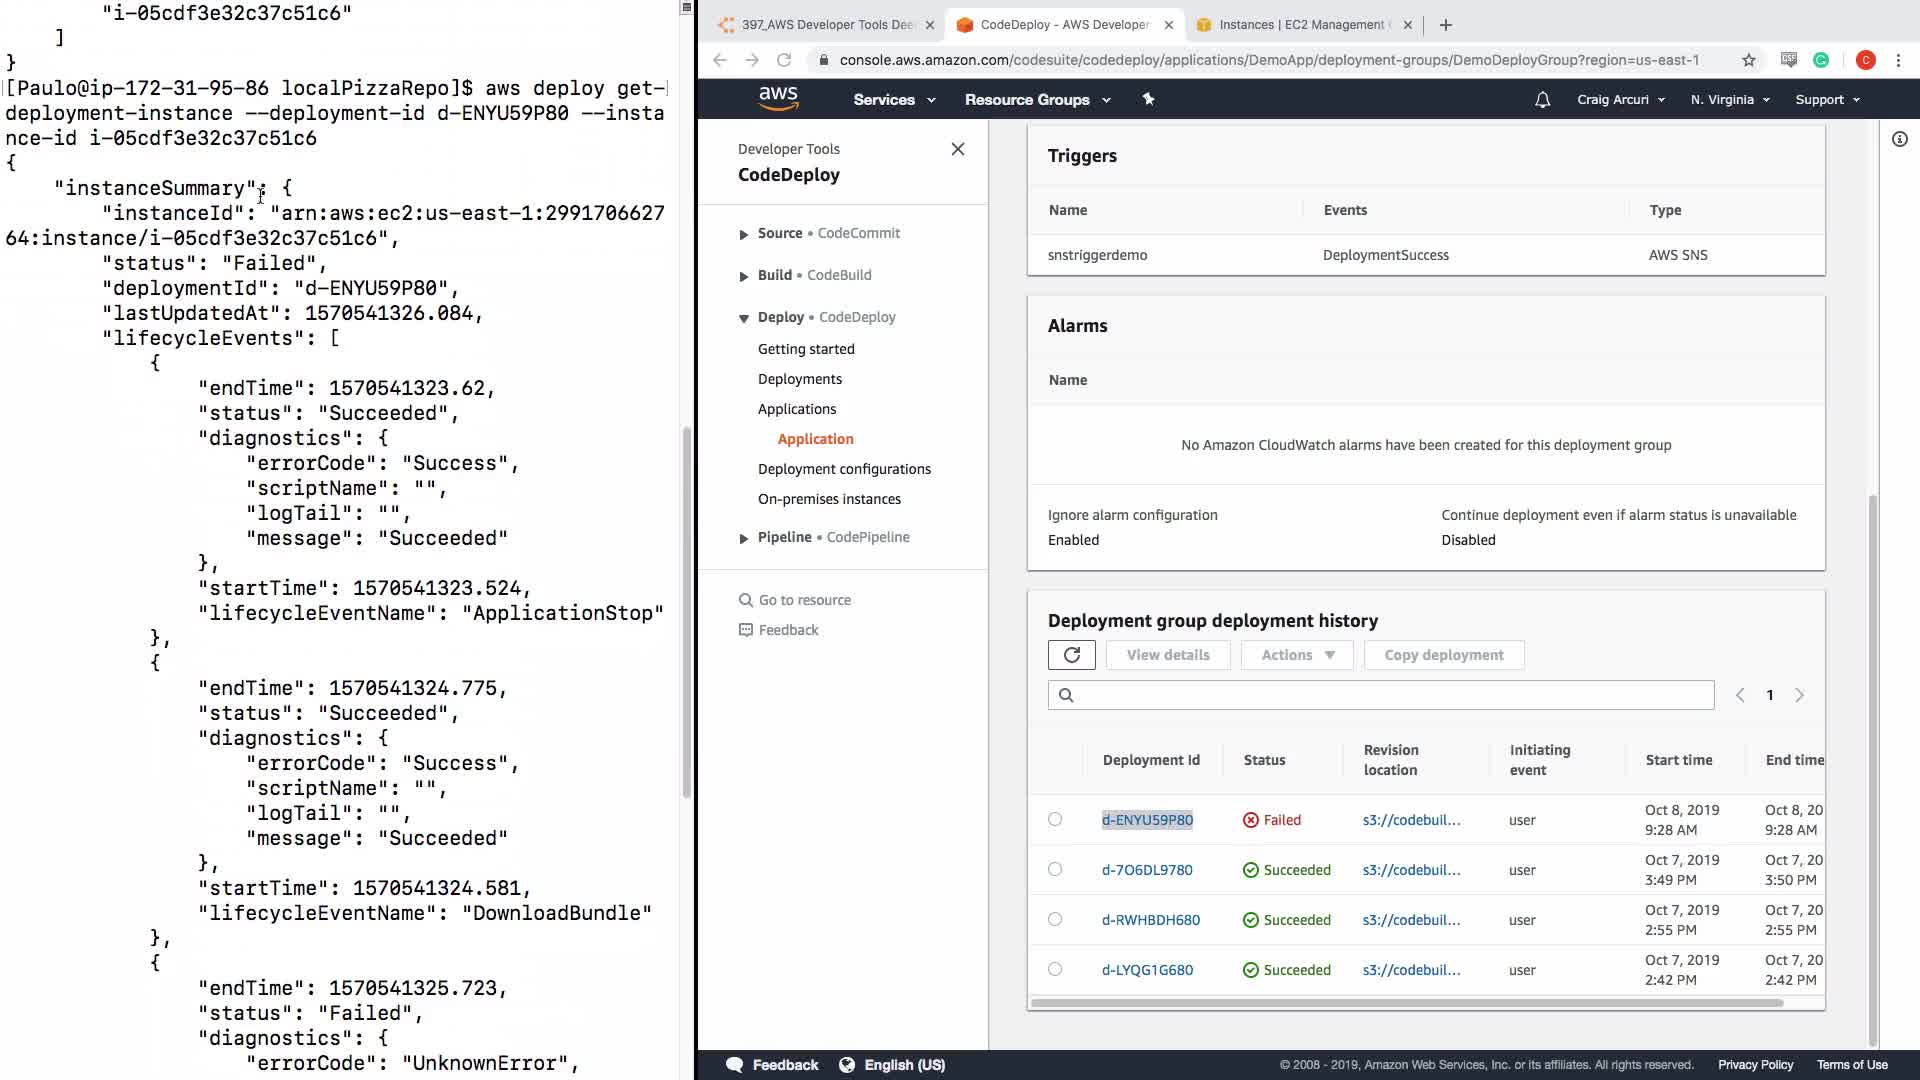 "i-05cdf3e32c37c51c6"
]
}
[Paulo@ip-172-31-95-86 localPizzaRepo]$ aws deploy get-
deployment-instance --deployment-id d-ENYU59P80 --insta
nce-id i-05cdf3e32c37c51c6
{
"instanceSummary": {
"instanceId": "arn:aws:ec2:us-east-1:2991706627
64:instance/i-05cdf3e32c37c51c6",
"status": "Failed",
"deploymentId": "d-ENYU59P80",
"lastUpdatedAt": 1570541326.084,
"lifecycleEvents": [
{
"endTime": 1570541323.62,
"status": "Succeeded",
"diagnostics": {
"errorCode": "Success",
"scriptName": "",
"logTail": "",
"message": "Succeeded"
},
"startTime": 1570541323.524,
"lifecycleEventName": "ApplicationStop"
},
{
"endTime": 1570541324.775,
"status": "Succeeded",
"diagnostics": {
"errorCode": "Success",
"scriptName": "",
"logTail": "",
"message": "Succeeded"
},
"startTime": 1570541324.581,
"lifecycleEventName": "DownloadBundle"
},
{
"endTime": 1570541325.723,
"status": "Failed",
"diagnostics": {
"errorCode": "UnknownError",
397_AWS Developer Tools Dee
CodeDeploy - AWS Developer
Instances | EC2 Management
console.aws.amazon.com/codesuite/codedeploy/applications/DemoApp/deployment-groups/DemoDeployGroup?region=us-east-1
aws
Services
Resource Groups
Craig Arcuri
N. Virginia
Support
Developer Tools
CodeDeploy
Source • CodeCommit
Build • CodeBuild
Deploy • CodeDeploy
Getting started
Deployments
Applications
Application
Deployment configurations
On-premises instances
Pipeline • CodePipeline
Go to resource
Feedback
Triggers
Name Events Type
snstriggerdemo DeploymentSuccess AWS SNS
Alarms
Name
No Amazon CloudWatch alarms have been created for this deployment group
Ignore alarm configuration
Enabled
Continue deployment even if alarm status is unavailable
Disabled
Deployment group deployment history
View details
Actions
Copy deployment
1
Deployment Id Status Revision location Initiating event Start time End time
d-ENYU59P80 Failed s3://codebuil... user Oct 8, 2019 9:28 AM Oct 8, 20 9:28 AM
d-7O6DL9780 Succeeded s3://codebuil... user Oct 7, 2019 3:49 PM Oct 7, 20 3:50 PM
d-RWHBDH680 Succeeded s3://codebuil... user Oct 7, 2019 2:55 PM Oct 7, 20 2:55 PM
d-LYQG1G680 Succeeded s3://codebuil... user Oct 7, 2019 2:42 PM Oct 7, 20 2:42 PM
Feedback
English (US)
© 2008 - 2019, Amazon Web Services, Inc. or its affiliates. All rights reserved.
Privacy Policy
Terms of Use